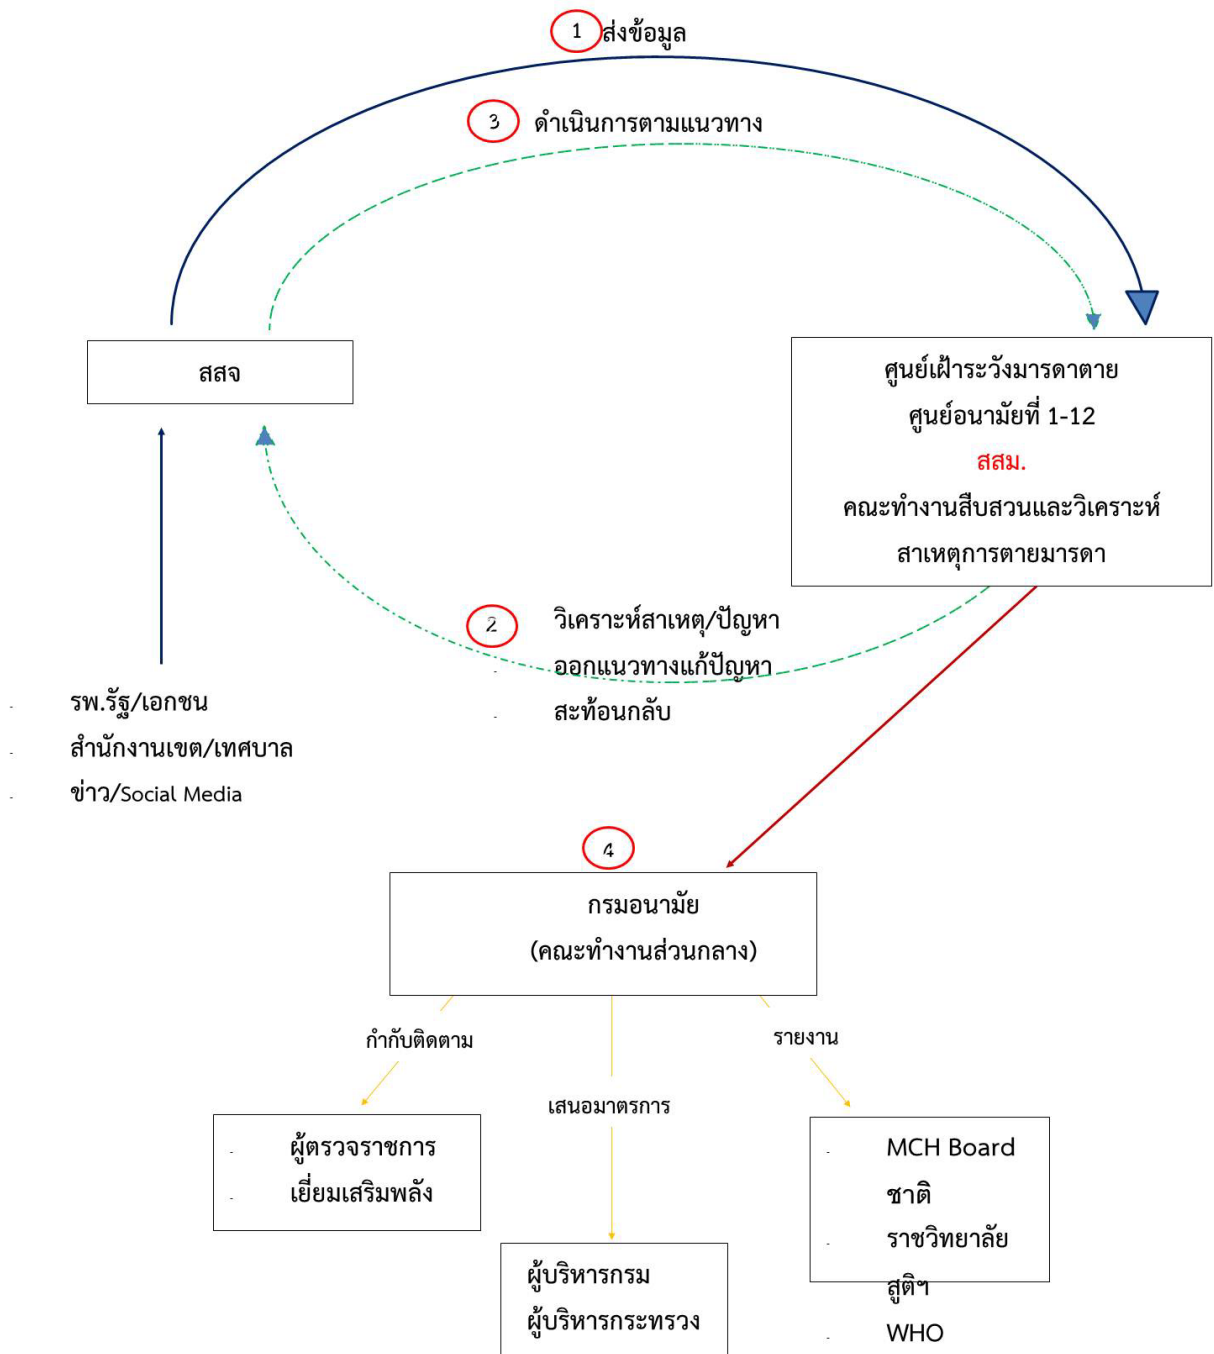 1 ส่งข้อมูล
3 ดำเนินการตามแนวทาง
สสจ
ศูนย์เฝ้าระวังมารดาตาย
ศูนย์อนามัยที่ 1-12
สสม.
คณะทำงานสืบสวนและวิเคราะห์
สาเหตุการตายมารดา
2 วิเคราะห์สาเหตุ/ปัญหา
- ออกแนวทางแก้ปัญหา
- สะท้อนกลับ
- รพ.รัฐ/เอกชน
- สำนักงานเขต/เทศบาล
- ข่าว/Social Media
4
กรมอนามัย
(คณะทำงานส่วนกลาง)
กำกับติดตาม
รายงาน
เสนอมาตรการ
- ผู้ตรวจราชการ
- เยี่ยมเสริมพลัง
- MCH Board
ชาติ
- ราชวิทยาลัย
สูติฯ
- WHO
ผู้บริหารกรม
ผู้บริหารกระทรวง